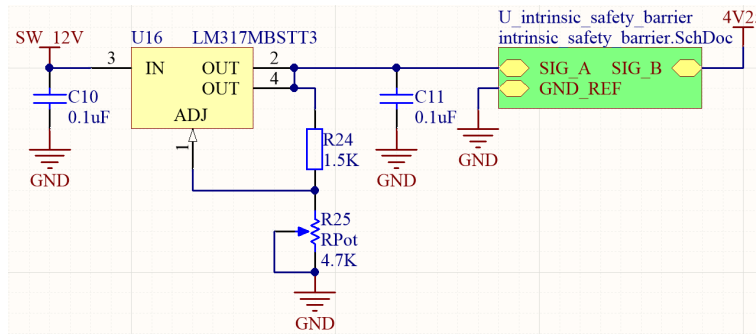 U_intrinsic_safety_barrier
4V2
SW_12V
U16
LM317MBSTT3
intrinsic_safety_barrier.SchDoc
3
IN
OUT
2
OUT
4
SIG_A
SIG_B
GND_REF
C10
0.1uF
ADJ
C11
0.1uF
1
R24
1.5K
GND
GND
GND
R25
RPot
4.7K
GND